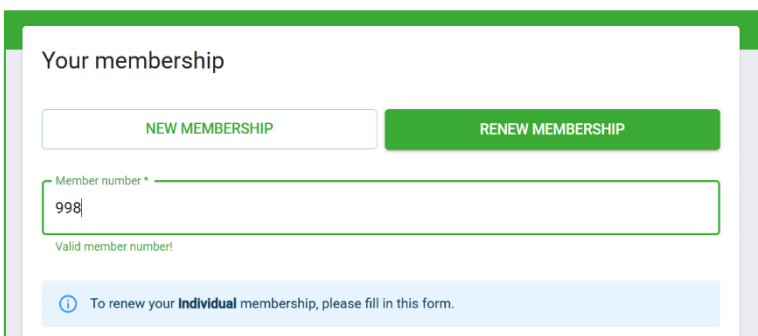 Your membership
NEW MEMBERSHIP
RENEW MEMBERSHIP
Member number *
998
Valid member number!
To renew your Individual membership, please fill in this form.